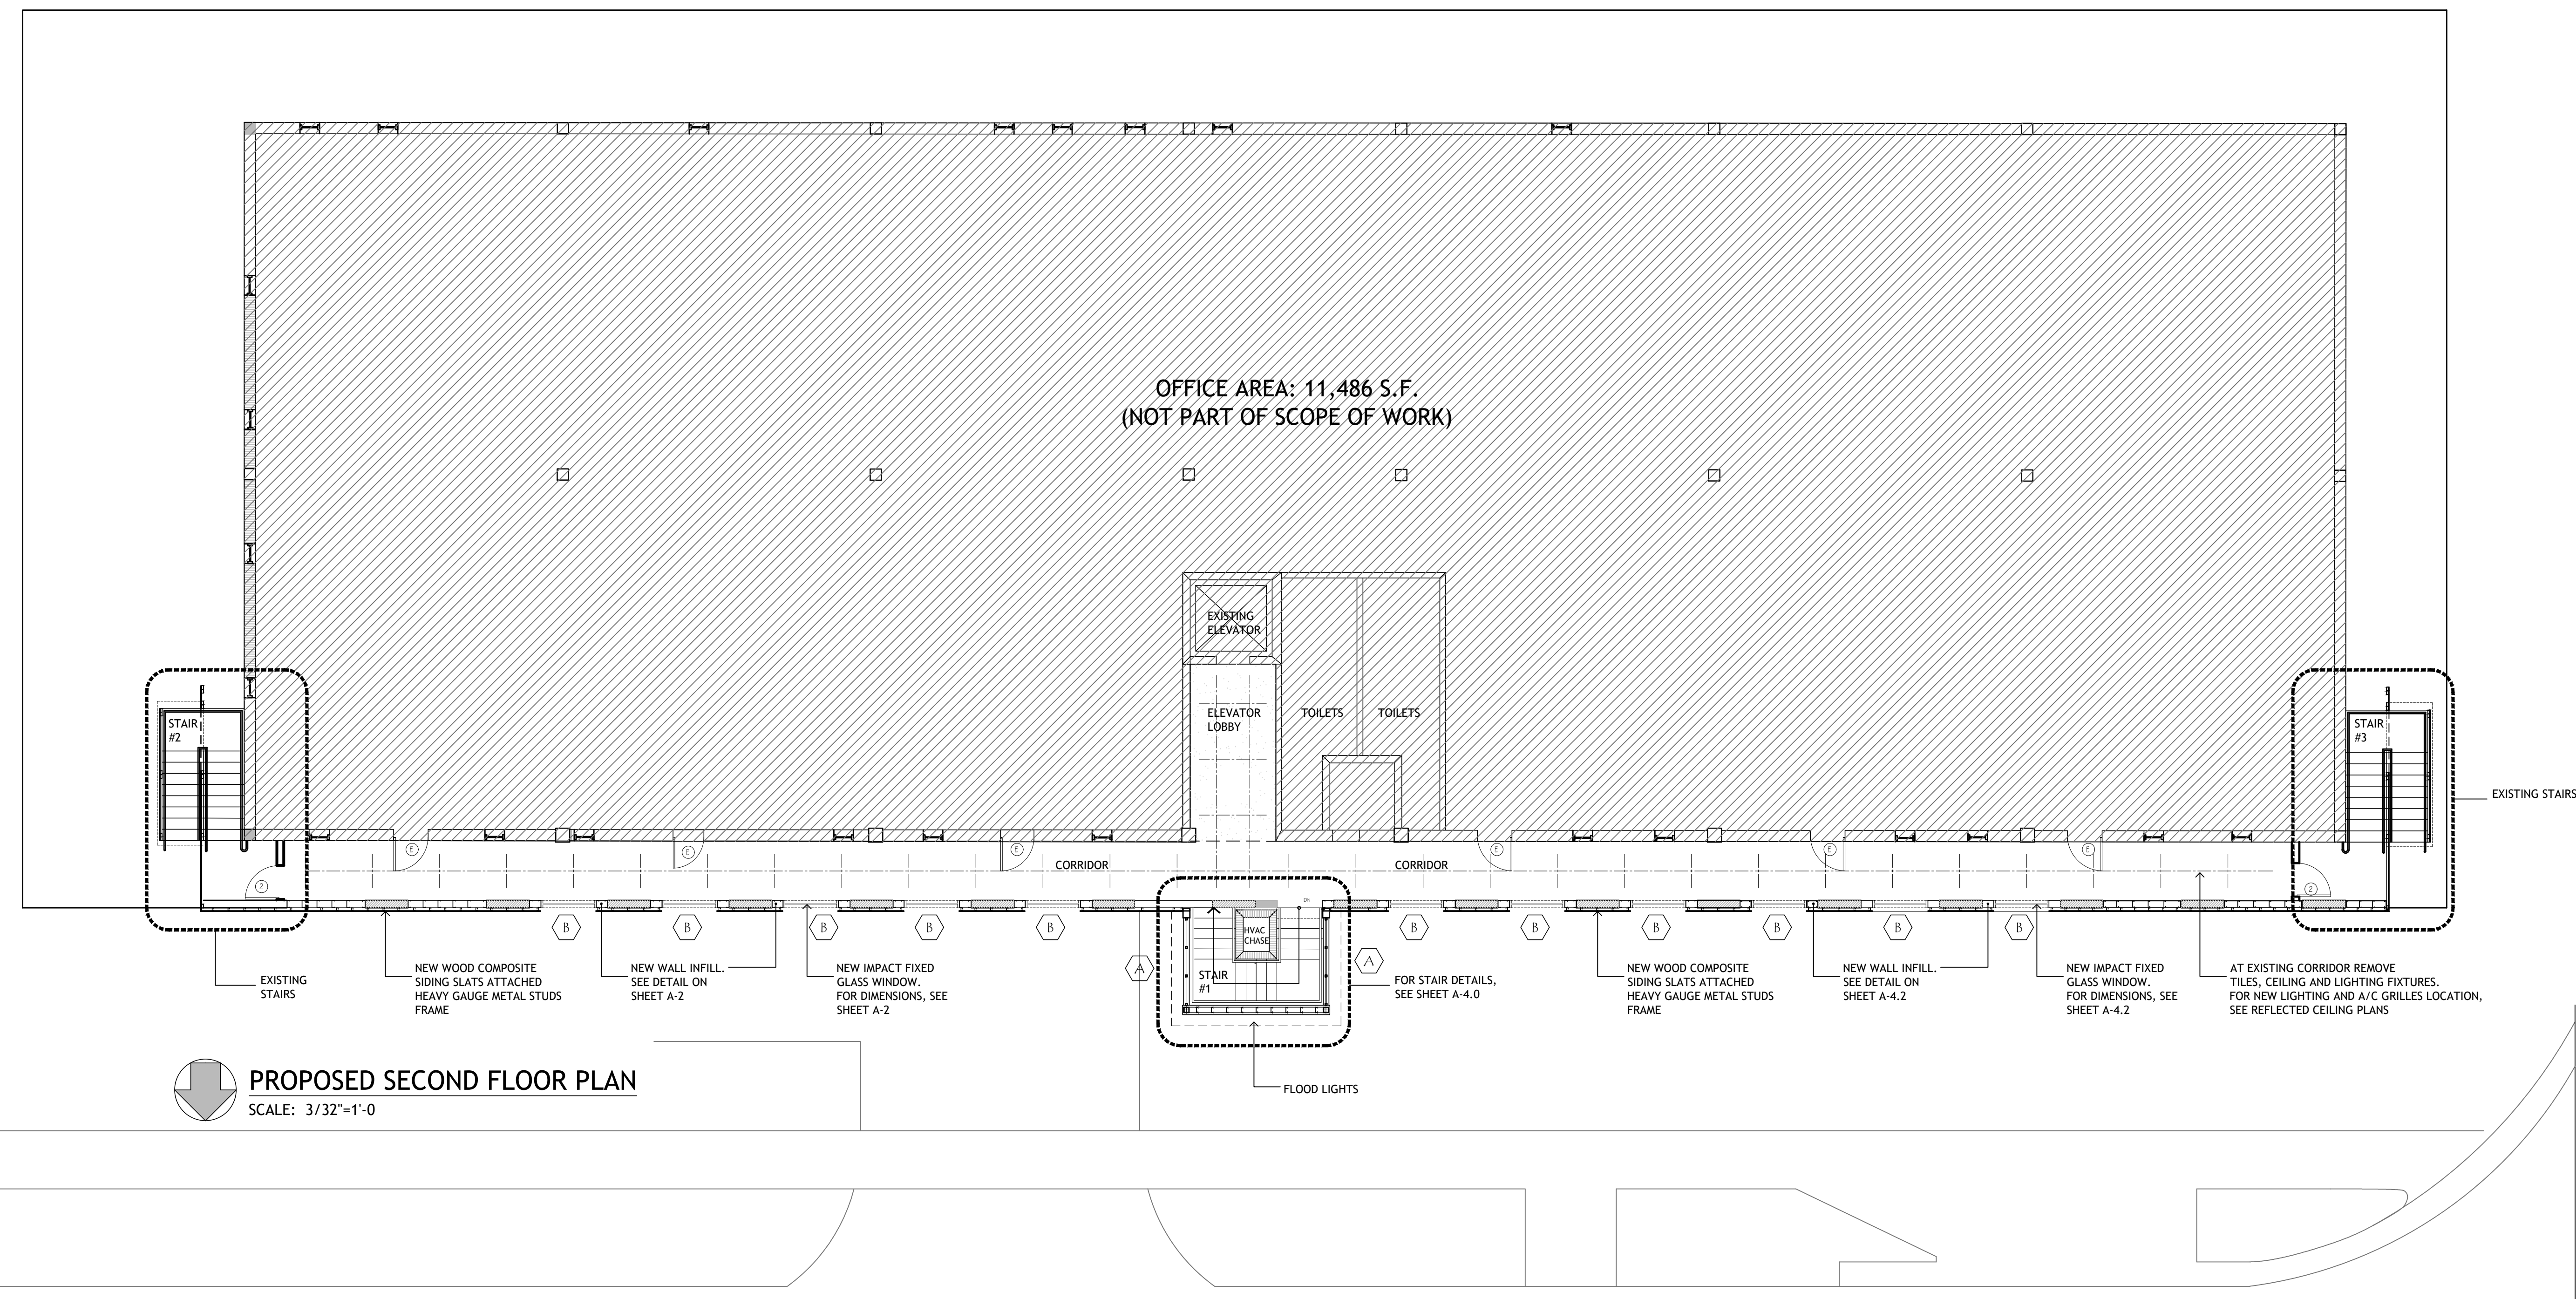 OFFICE AREA: 11,486 S.F.
(NOT PART OF SCOPE OF WORK)
EXISTING
ELEVATOR
ELEVATOR
LOBBY
TOILETS
TOILETS
STAIR
#2
STAIR
#3
EXISTING STAIRS
E
E
E
E
E
E
CORRIDOR
CORRIDOR
2
2
DN
B
B
B
B
B
B
B
B
B
B
B
HVAC
CHASE
A
A
STAIR
#1
EXISTING
STAIRS
NEW WOOD COMPOSITE
SIDING SLATS ATTACHED
HEAVY GAUGE METAL STUDS
FRAME
NEW WALL INFILL.
SEE DETAIL ON
SHEET A-2
NEW IMPACT FIXED
GLASS WINDOW.
FOR DIMENSIONS, SEE
SHEET A-2
FOR STAIR DETAILS,
SEE SHEET A-4.0
NEW WOOD COMPOSITE
SIDING SLATS ATTACHED
HEAVY GAUGE METAL STUDS
FRAME
NEW WALL INFILL.
SEE DETAIL ON
SHEET A-4.2
NEW IMPACT FIXED
GLASS WINDOW.
FOR DIMENSIONS, SEE
SHEET A-4.2
AT EXISTING CORRIDOR REMOVE
TILES, CEILING AND LIGHTING FIXTURES.
FOR NEW LIGHTING AND A/C GRILLES LOCATION,
SEE REFLECTED CEILING PLANS
FLOOD LIGHTS
PROPOSED SECOND FLOOR PLAN
SCALE: 3/32"=1'-0